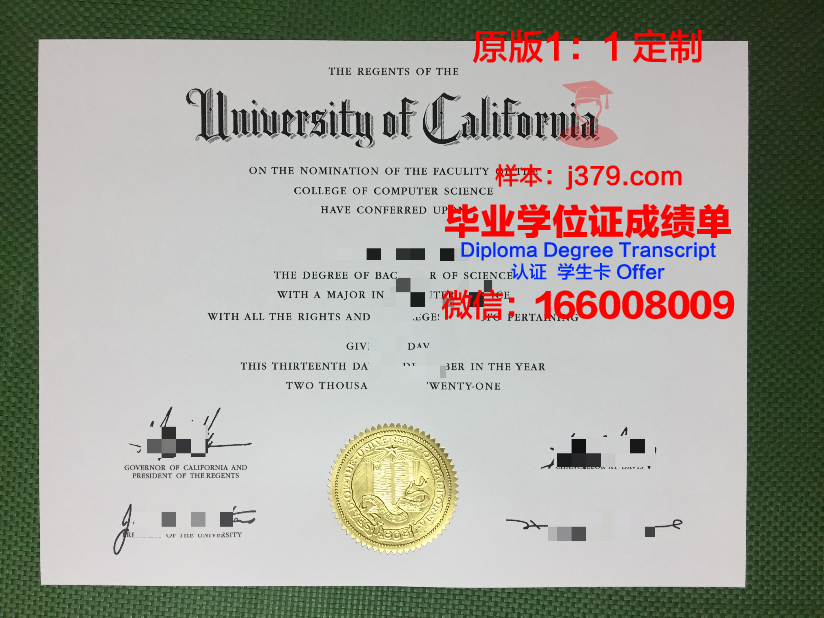 原版1：1 定制
THE REGENTS OF THE
University of California
样本：j379.com
ON THE NOMINATION OF THE FACULITY
COLLEGE OF COMPUTER SCIENCE
HAVE CONFERRED
毕业学位证成绩单
Diploma Degree Transcript
认证 学生卡 Offer
THE DEGREE OF OF SCIENCE
WITH A MAJOR IN
微信：166008009
WITH ALL THE RIGHTS AND PERTAINING
DAY
THIS THIRTEENTH IN THE YEAR
TWO
GOVERNOR OF CALIFORNIA AND
PRESIDENT OF THE REGENTS
OF THE UNIVERSITY